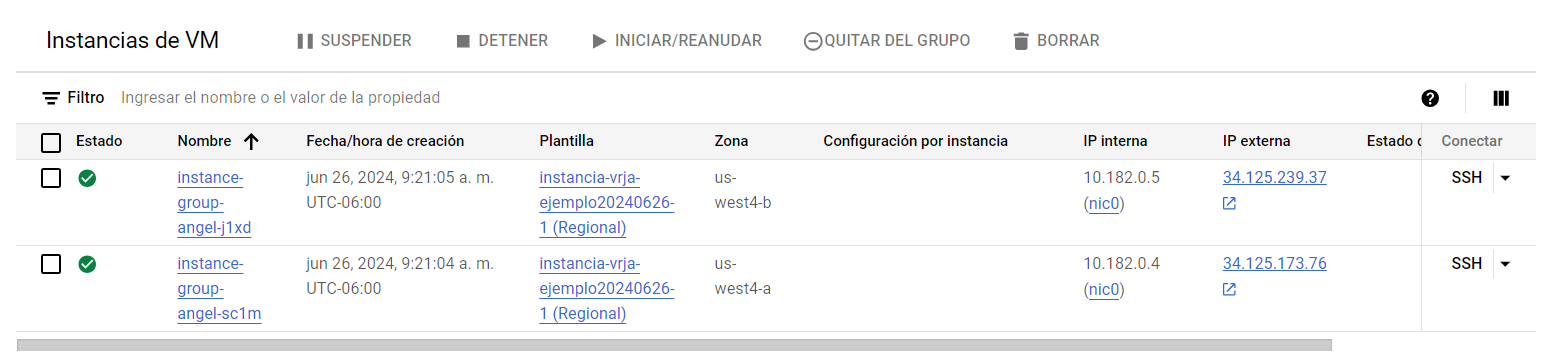 Instancias de VM SUSPENDER DETENER INICIAR/REANUDAR QUITAR DEL GRUPO BORRAR
Filtro Ingresar el nombre o el valor de la propiedad
Estado Nombre Fecha/hora de creación Plantilla Zona Configuración por instancia IP interna IP externa Estado Conectar
instance- jun 26, 2024, 9:21:05 a. m. instancia-vrja- us- 10.182.0.5 34.125.239.37 SSH
group- UTC-06:00 ejemplo20240626- west4-b (nic0)
angel-j1xd 1 (Regional)
instance- jun 26, 2024, 9:21:04 a. m. instancia-vrja- us- 10.182.0.4 34.125.173.76 SSH
group- UTC-06:00 ejemplo20240626- west4-a (nic0)
angel-sc1m 1 (Regional)